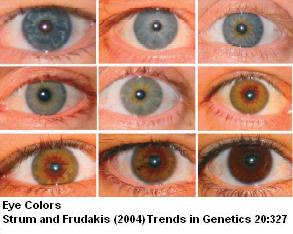 Eye Colors
Strum and Frudakis (2004) Trends in Genetics 20:327